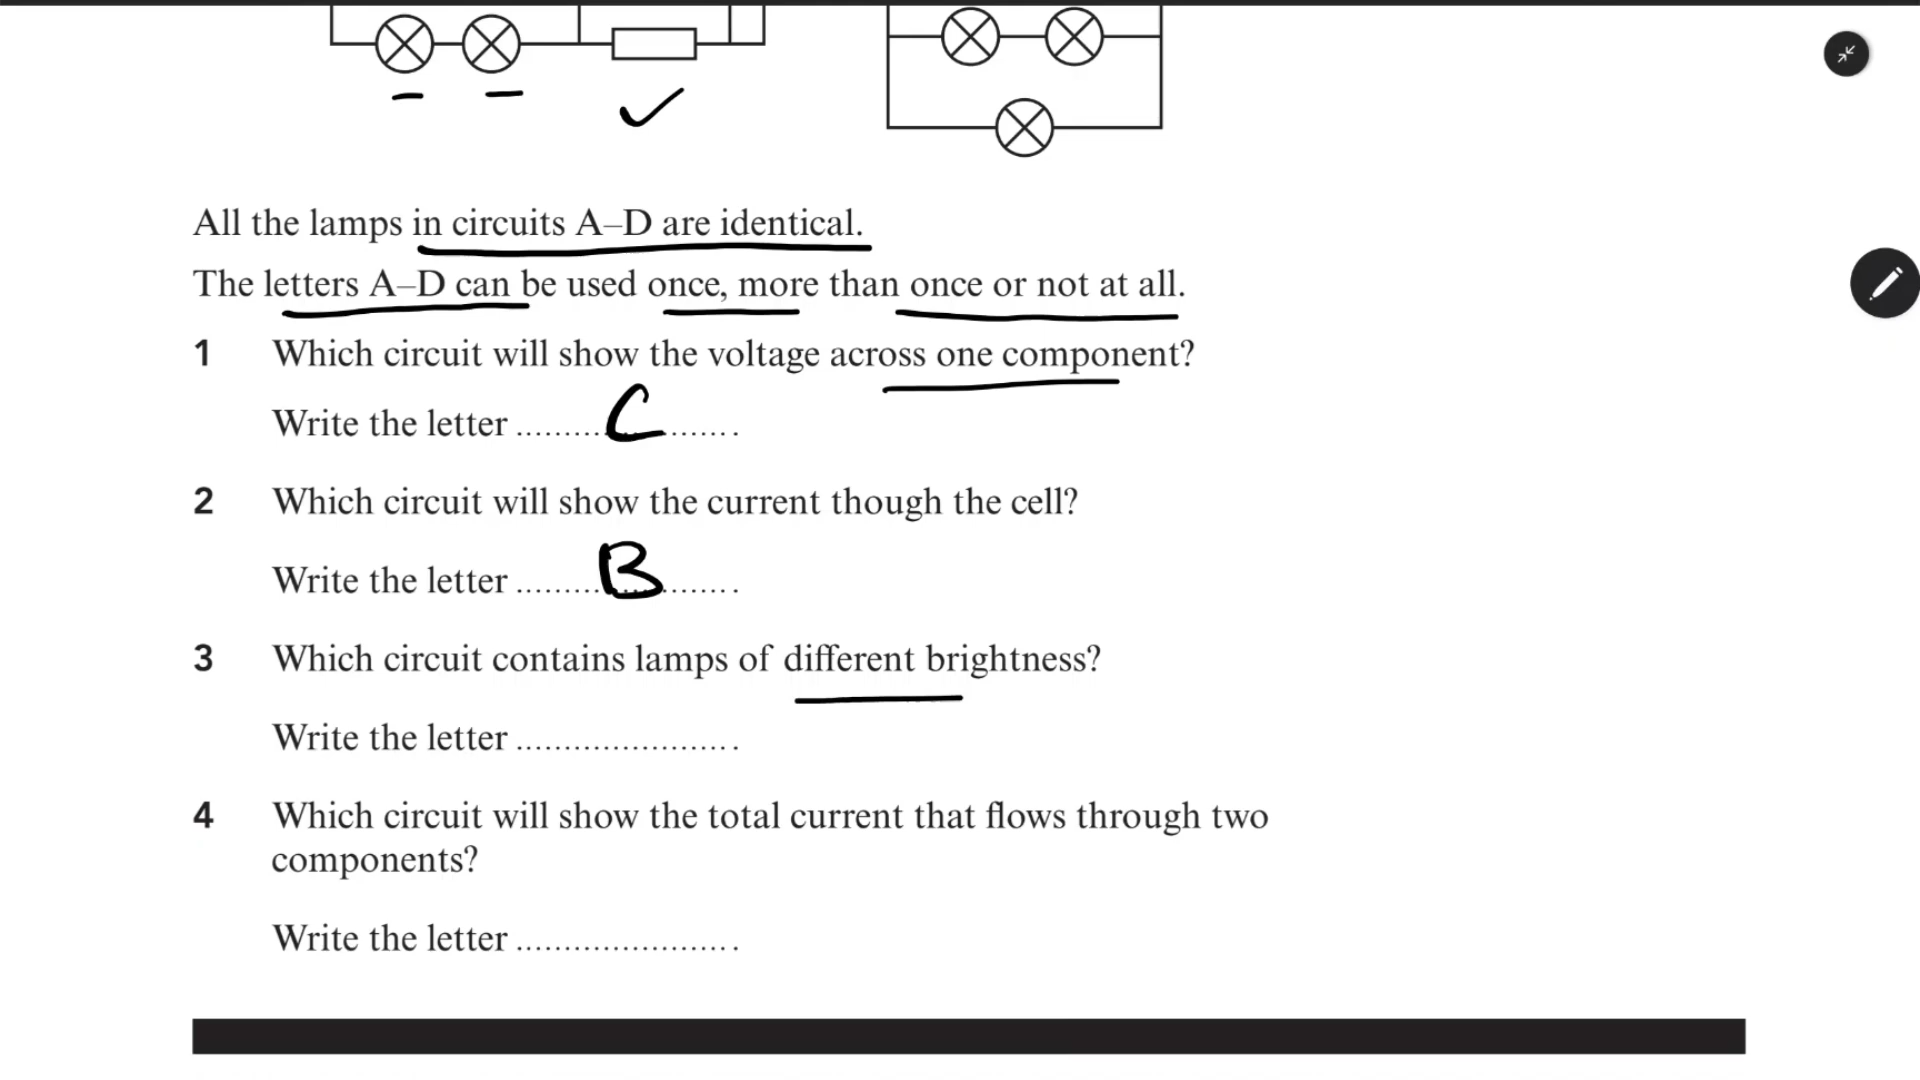 All the lamps in circuits A–D are identical.
The letters A–D can be used once, more than once or not at all.
1 Which circuit will show the voltage across one component?
Write the letter ........C........
2 Which circuit will show the current though the cell?
Write the letter ........B........
3 Which circuit contains lamps of different brightness?
Write the letter .......................
4 Which circuit will show the total current that flows through two
components?
Write the letter .......................